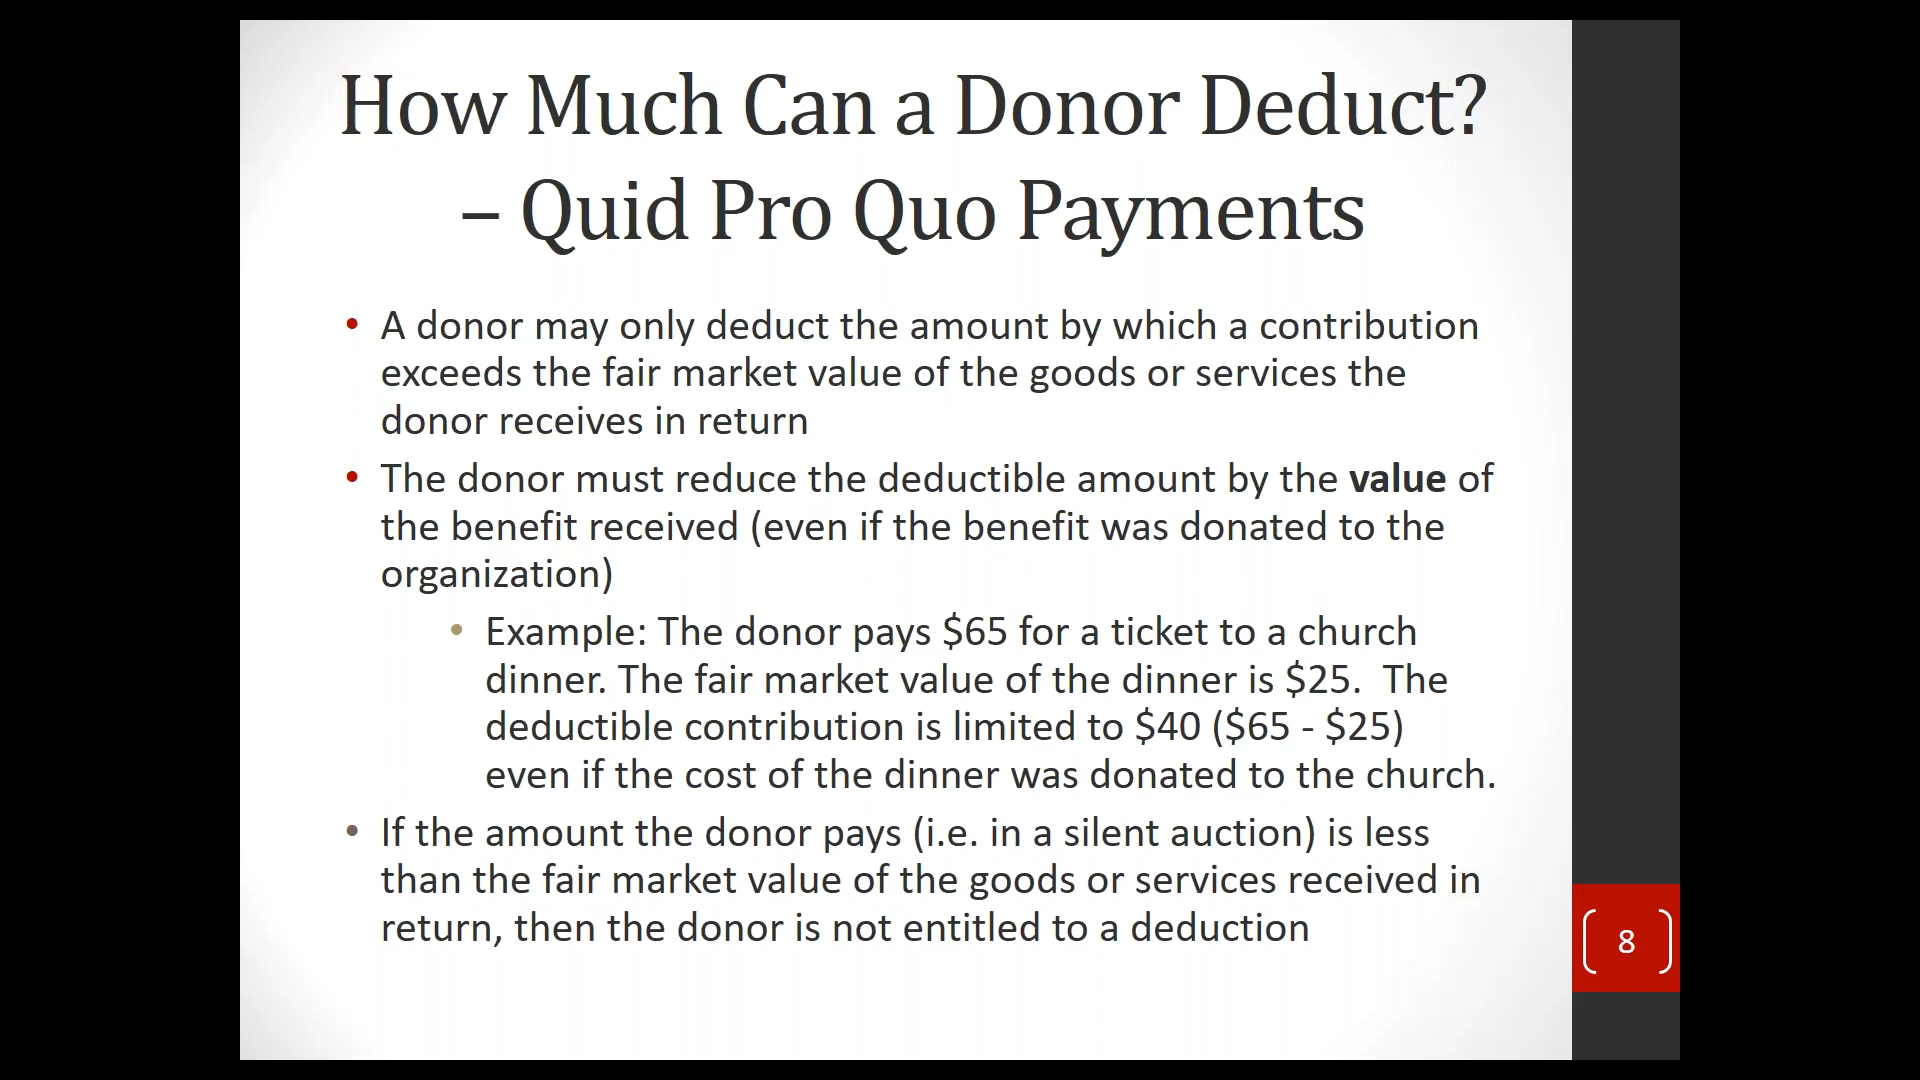 How Much Can a Donor Deduct?
– Quid Pro Quo Payments
• A donor may only deduct the amount by which a contribution
exceeds the fair market value of the goods or services the
donor receives in return
• The donor must reduce the deductible amount by the value of
the benefit received (even if the benefit was donated to the
organization)
• Example: The donor pays $65 for a ticket to a church
dinner. The fair market value of the dinner is $25.  The
deductible contribution is limited to $40 ($65 - $25)
even if the cost of the dinner was donated to the church.
• If the amount the donor pays (i.e. in a silent auction) is less
than the fair market value of the goods or services received in
return, then the donor is not entitled to a deduction
8